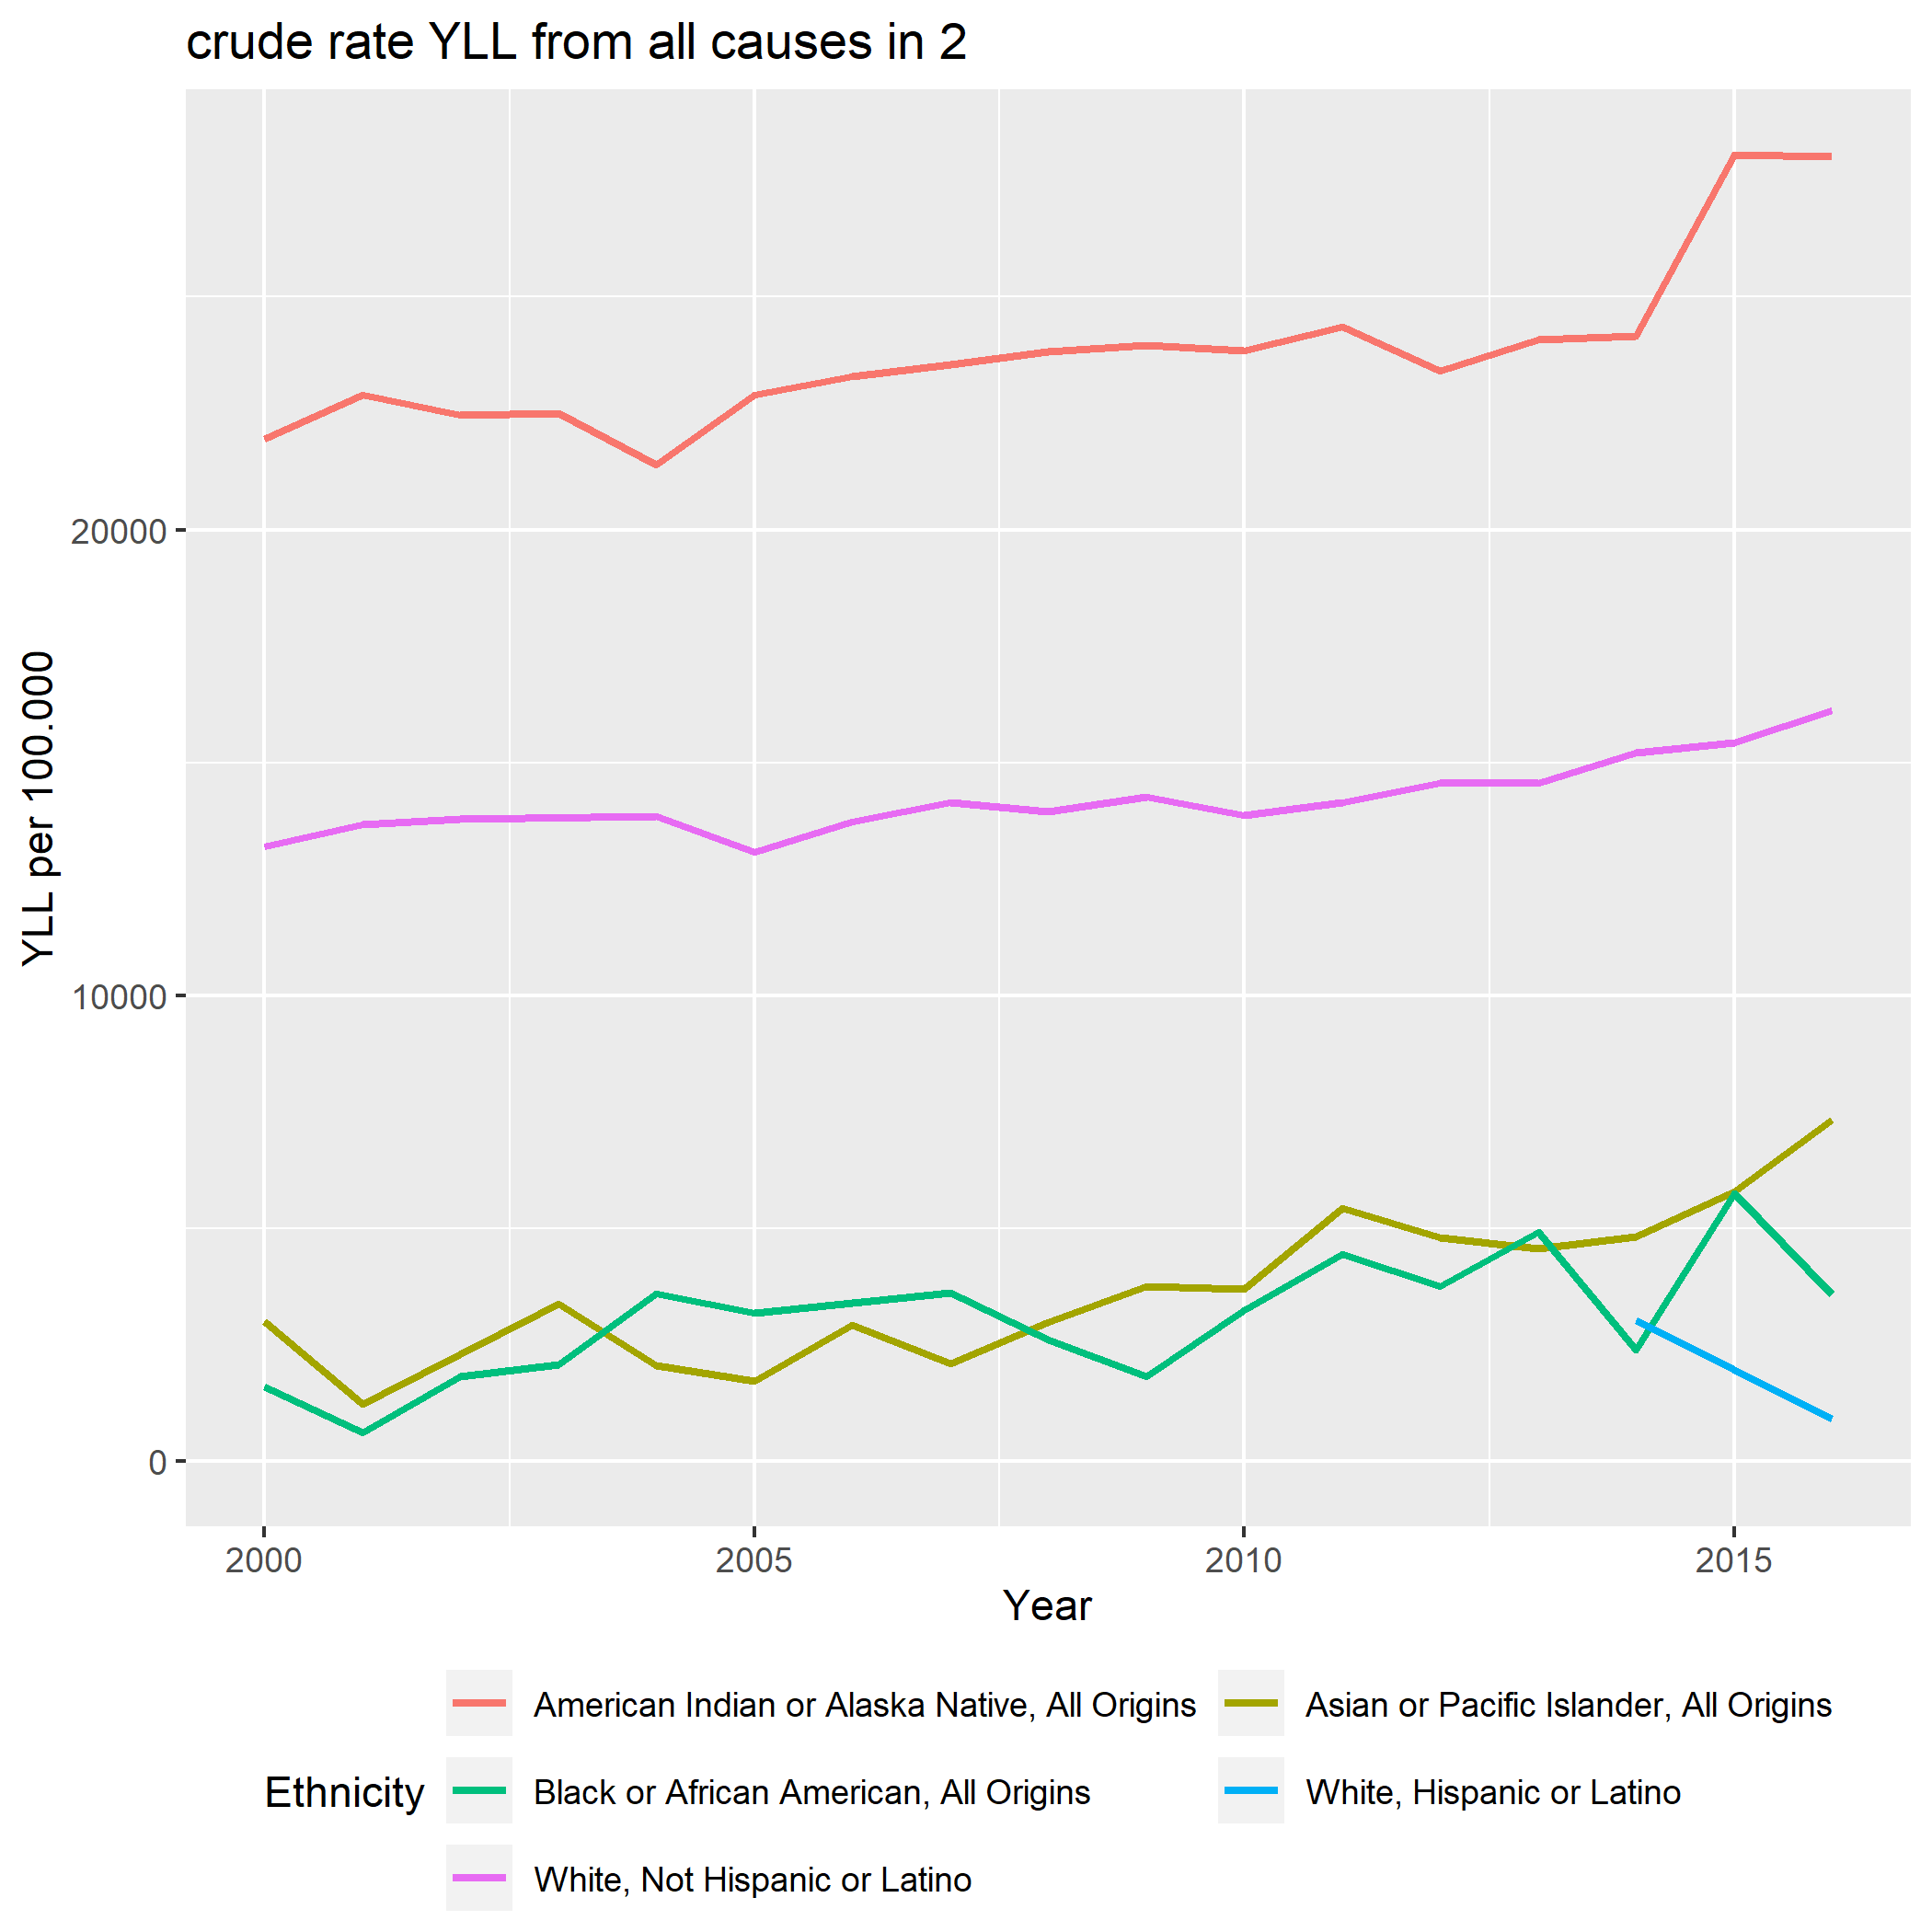 crude rate YLL from all causes in 2
YLL per 100.000
20000
10000
0
2000 2005 2010 2015
Year
Ethnicity
American Indian or Alaska Native, All Origins
Asian or Pacific Islander, All Origins
Black or African American, All Origins
White, Hispanic or Latino
White, Not Hispanic or Latino